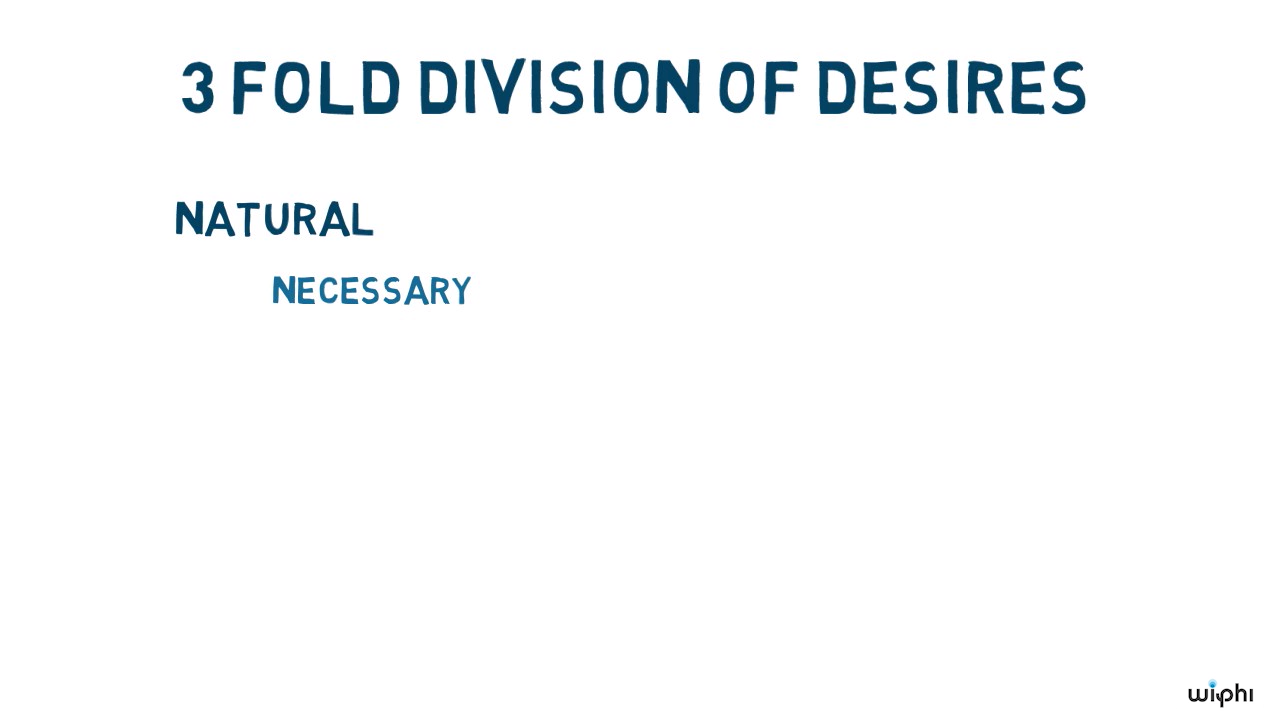 3 FOLD DIVISION OF DESIRES
NATURAL
NECESSARY
wiphi